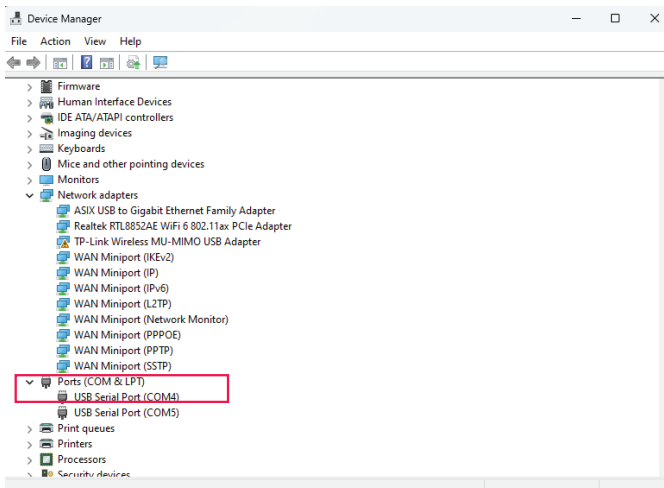 Device Manager
File Action View Help
Firmware
Human Interface Devices
IDE ATA/ATAPI controllers
Imaging devices
Keyboards
Mice and other pointing devices
Monitors
Network adapters
ASIX USB to Gigabit Ethernet Family Adapter
Realtek RTL8852AE WiFi 6 802.11ax PCIe Adapter
TP-Link Wireless MU-MIMO USB Adapter
WAN Miniport (IKEv2)
WAN Miniport (IP)
WAN Miniport (IPv6)
WAN Miniport (L2TP)
WAN Miniport (Network Monitor)
WAN Miniport (PPPOE)
WAN Miniport (PPTP)
WAN Miniport (SSTP)
Ports (COM & LPT)
USB Serial Port (COM4)
USB Serial Port (COM5)
Print queues
Printers
Processors
Security devices